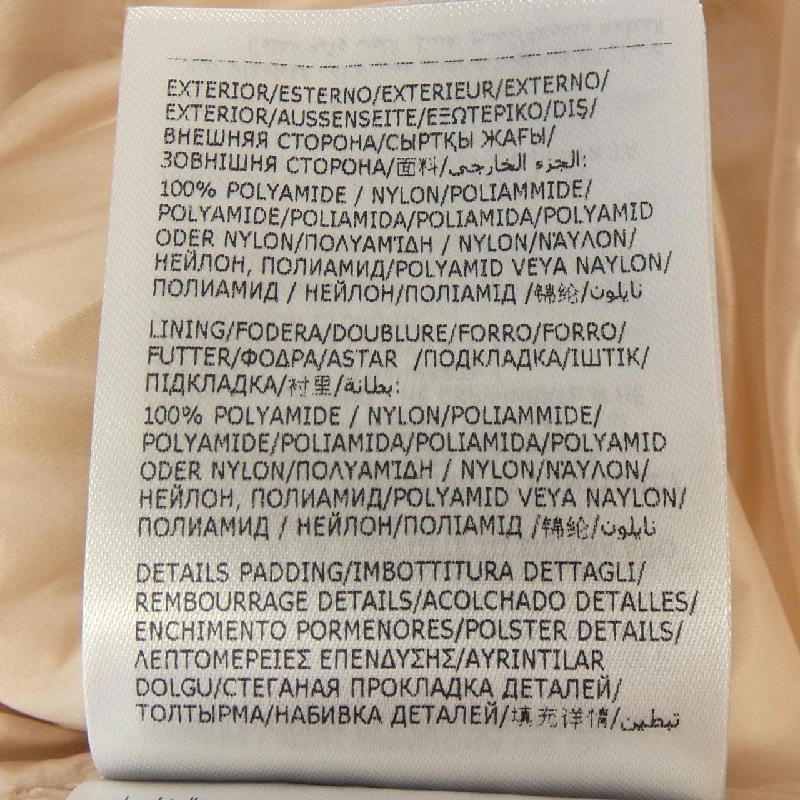 EXTERIOR/ESTERNO/EXTERIEUR/EXTERNO/
EXTERIOR/AUSSENSEITE/ΕΞΩΤΕΡΙΚΟ/DIŞ/
ВНЕШНЯЯ СТОРОНА/СЫРТҚЫ ЖАҒЫ/
ЗОВНІШНЯ СТОРОНА/面料/الجزء الخارجي:
100% POLYAMIDE / NYLON/POLIAMMIDE/
POLYAMIDE/POLIAMIDA/POLIAMIDA/POLYAMID
ODER NYLON/ΠΟΛΥΑΜΊΔΗ / NYLON/ΝΆΥΛΟΝ/
НЕЙЛОН, ПОЛИАМИД/POLYAMID VEYA NAYLON/
ПОЛИАМИД / НЕЙЛОН/ПОЛІАМІД /锦纶/نايلون
LINING/FODERA/DOUBLURE/FORRO/FORRO/
FUTTER/ΦΟΔΡΑ/ASTAR /ПОДКЛАДКА/ІШТІК/
ПІДКЛАДКА/衬里/بطانة:
100% POLYAMIDE / NYLON/POLIAMMIDE/
POLYAMIDE/POLIAMIDA/POLIAMIDA/POLYAMID
ODER NYLON/ΠΟΛΥΑΜΊΔΗ / NYLON/ΝΆΥΛΟΝ/
НЕЙЛОН, ПОЛИАМИД/POLYAMID VEYA NAYLON/
ПОЛИАМИД / НЕЙЛОН/ПОЛІАМІД /锦纶/نايلون
DETAILS PADDING/IMBOTTITURA DETTAGLI/
REMBOURRAGE DETAILS/ACOLCHADO DETALLES/
ENCHIMENTO PORMENORES/POLSTER DETAILS/
ΛΕΠΤΟΜΕΡΕΙΕΣ ΕΠΕΝΔΥΣΗΣ/AYRINTILAR
DOLGU/СТЕГАНАЯ ПРОКЛАДКА ДЕТАЛЕЙ/
ТОЛТЫРМА/НАБИВКА ДЕТАЛЕЙ/填充详情/تبطين